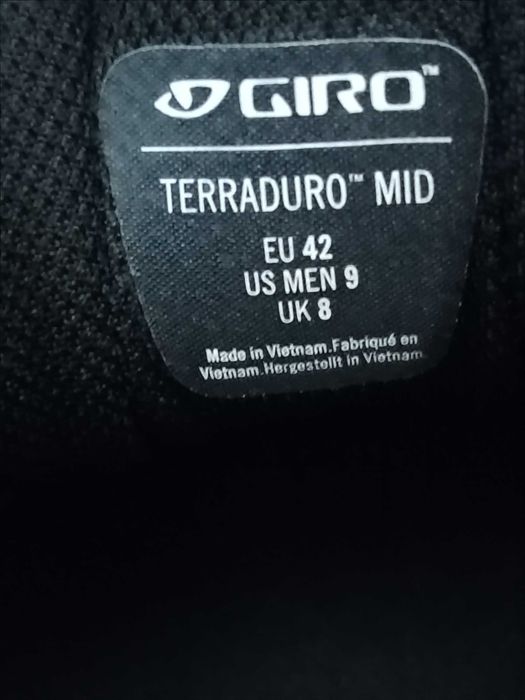 GIRO™
TERRADURO™ MID
EU 42
US MEN 9
UK 8
Made in Vietnam.Fabriqué en
Vietnam.Hergestellt in Vietnam